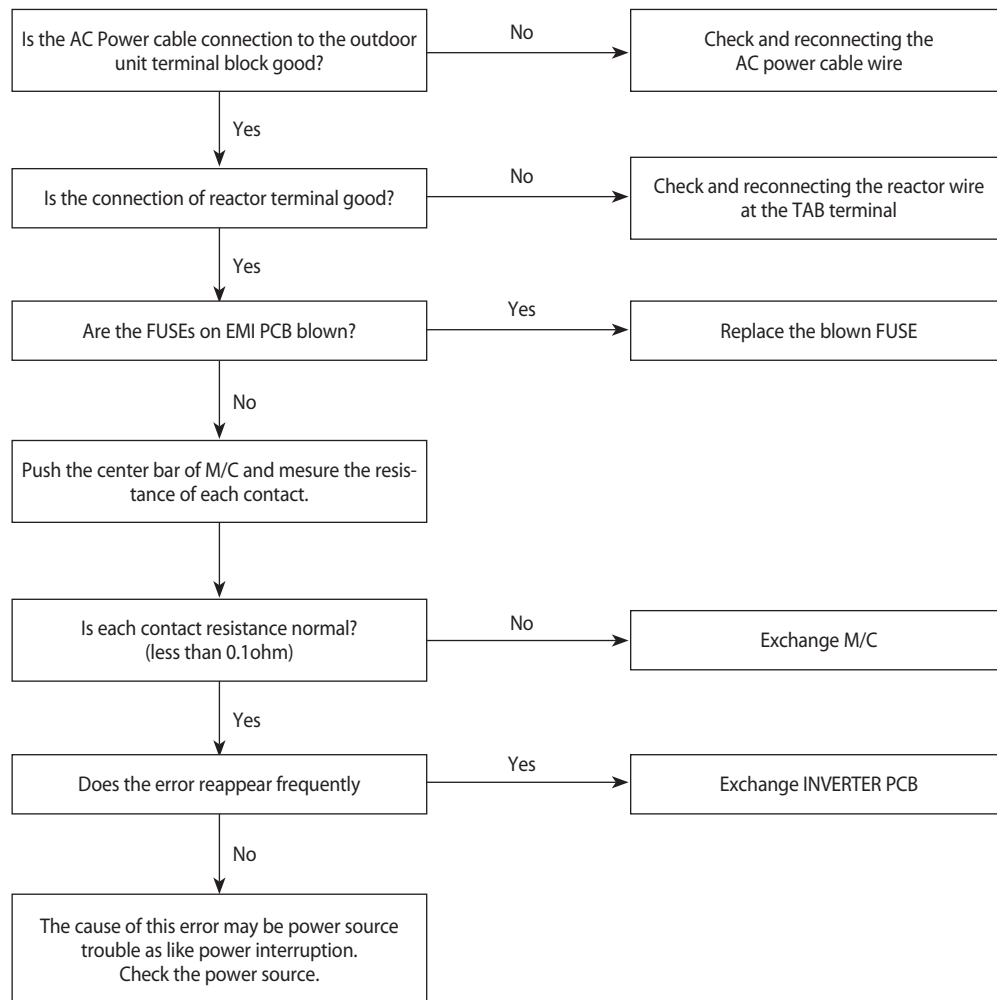 Is the AC Power cable connection to the outdoor
unit terminal block good?
No
Check and reconnecting the
AC power cable wire
Yes
Is the connection of reactor terminal good?
No
Check and reconnecting the reactor wire
at the TAB terminal
Yes
Are the FUSEs on EMI PCB blown?
Yes
Replace the blown FUSE
No
Push the center bar of M/C and mesure the resis-
tance of each contact.
Is each contact resistance normal?
(less than 0.1ohm)
No
Exchange M/C
Yes
Does the error reappear frequently
Yes
Exchange INVERTER PCB
No
The cause of this error may be power source
trouble as like power interruption.
Check the power source.